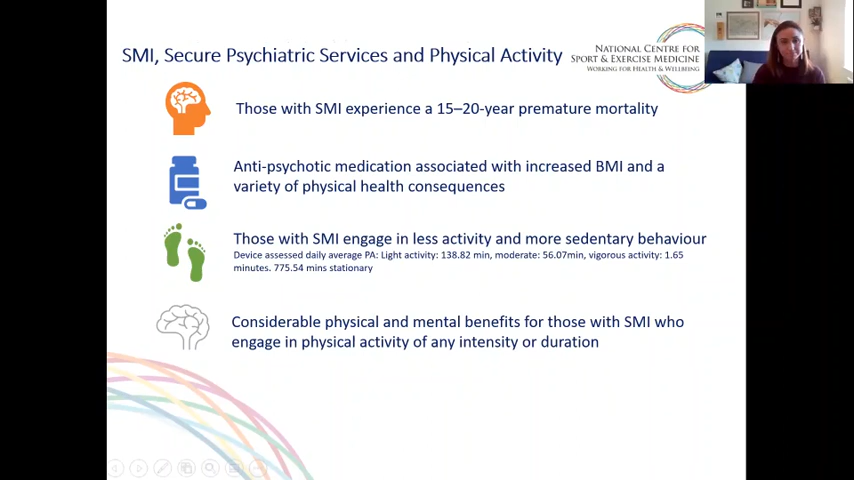 SMI, Secure Psychiatric Services and Physical Activity
NATIONAL CENTRE FOR
SPORT & EXERCISE MEDICINE
WORKING FOR HEALTH & WELLBEING
Those with SMI experience a 15–20-year premature mortality
Anti-psychotic medication associated with increased BMI and a
variety of physical health consequences
Those with SMI engage in less activity and more sedentary behaviour
Device assessed daily average PA: Light activity: 138.82 min, moderate: 56.07min, vigorous activity: 1.65
minutes. 775.54 mins stationary
Considerable physical and mental benefits for those with SMI who
engage in physical activity of any intensity or duration